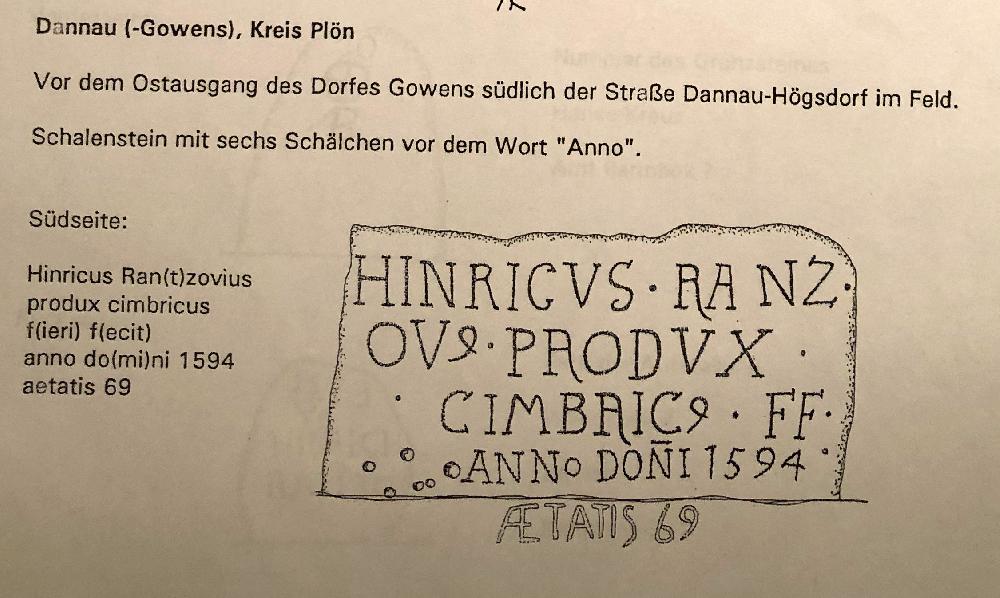 Dannau (-Gowens), Kreis Plön
Vor dem Ostausgang des Dorfes Gowens südlich der Straße Dannau-Högsdorf im Feld.
Schalenstein mit sechs Schälchen vor dem Wort "Anno".
Südseite:
Hinricus Ran(t)zovius
produx cimbricus
f(ieri) f(ecit)
anno do(mi)ni 1594
aetatis 69
HINRICVS · RANZ·
OVꝯ · PRODVX ·
· CIMBRICꝯ · FF·
ANNo DOÑI 1594 ·
ÆTATIS 69